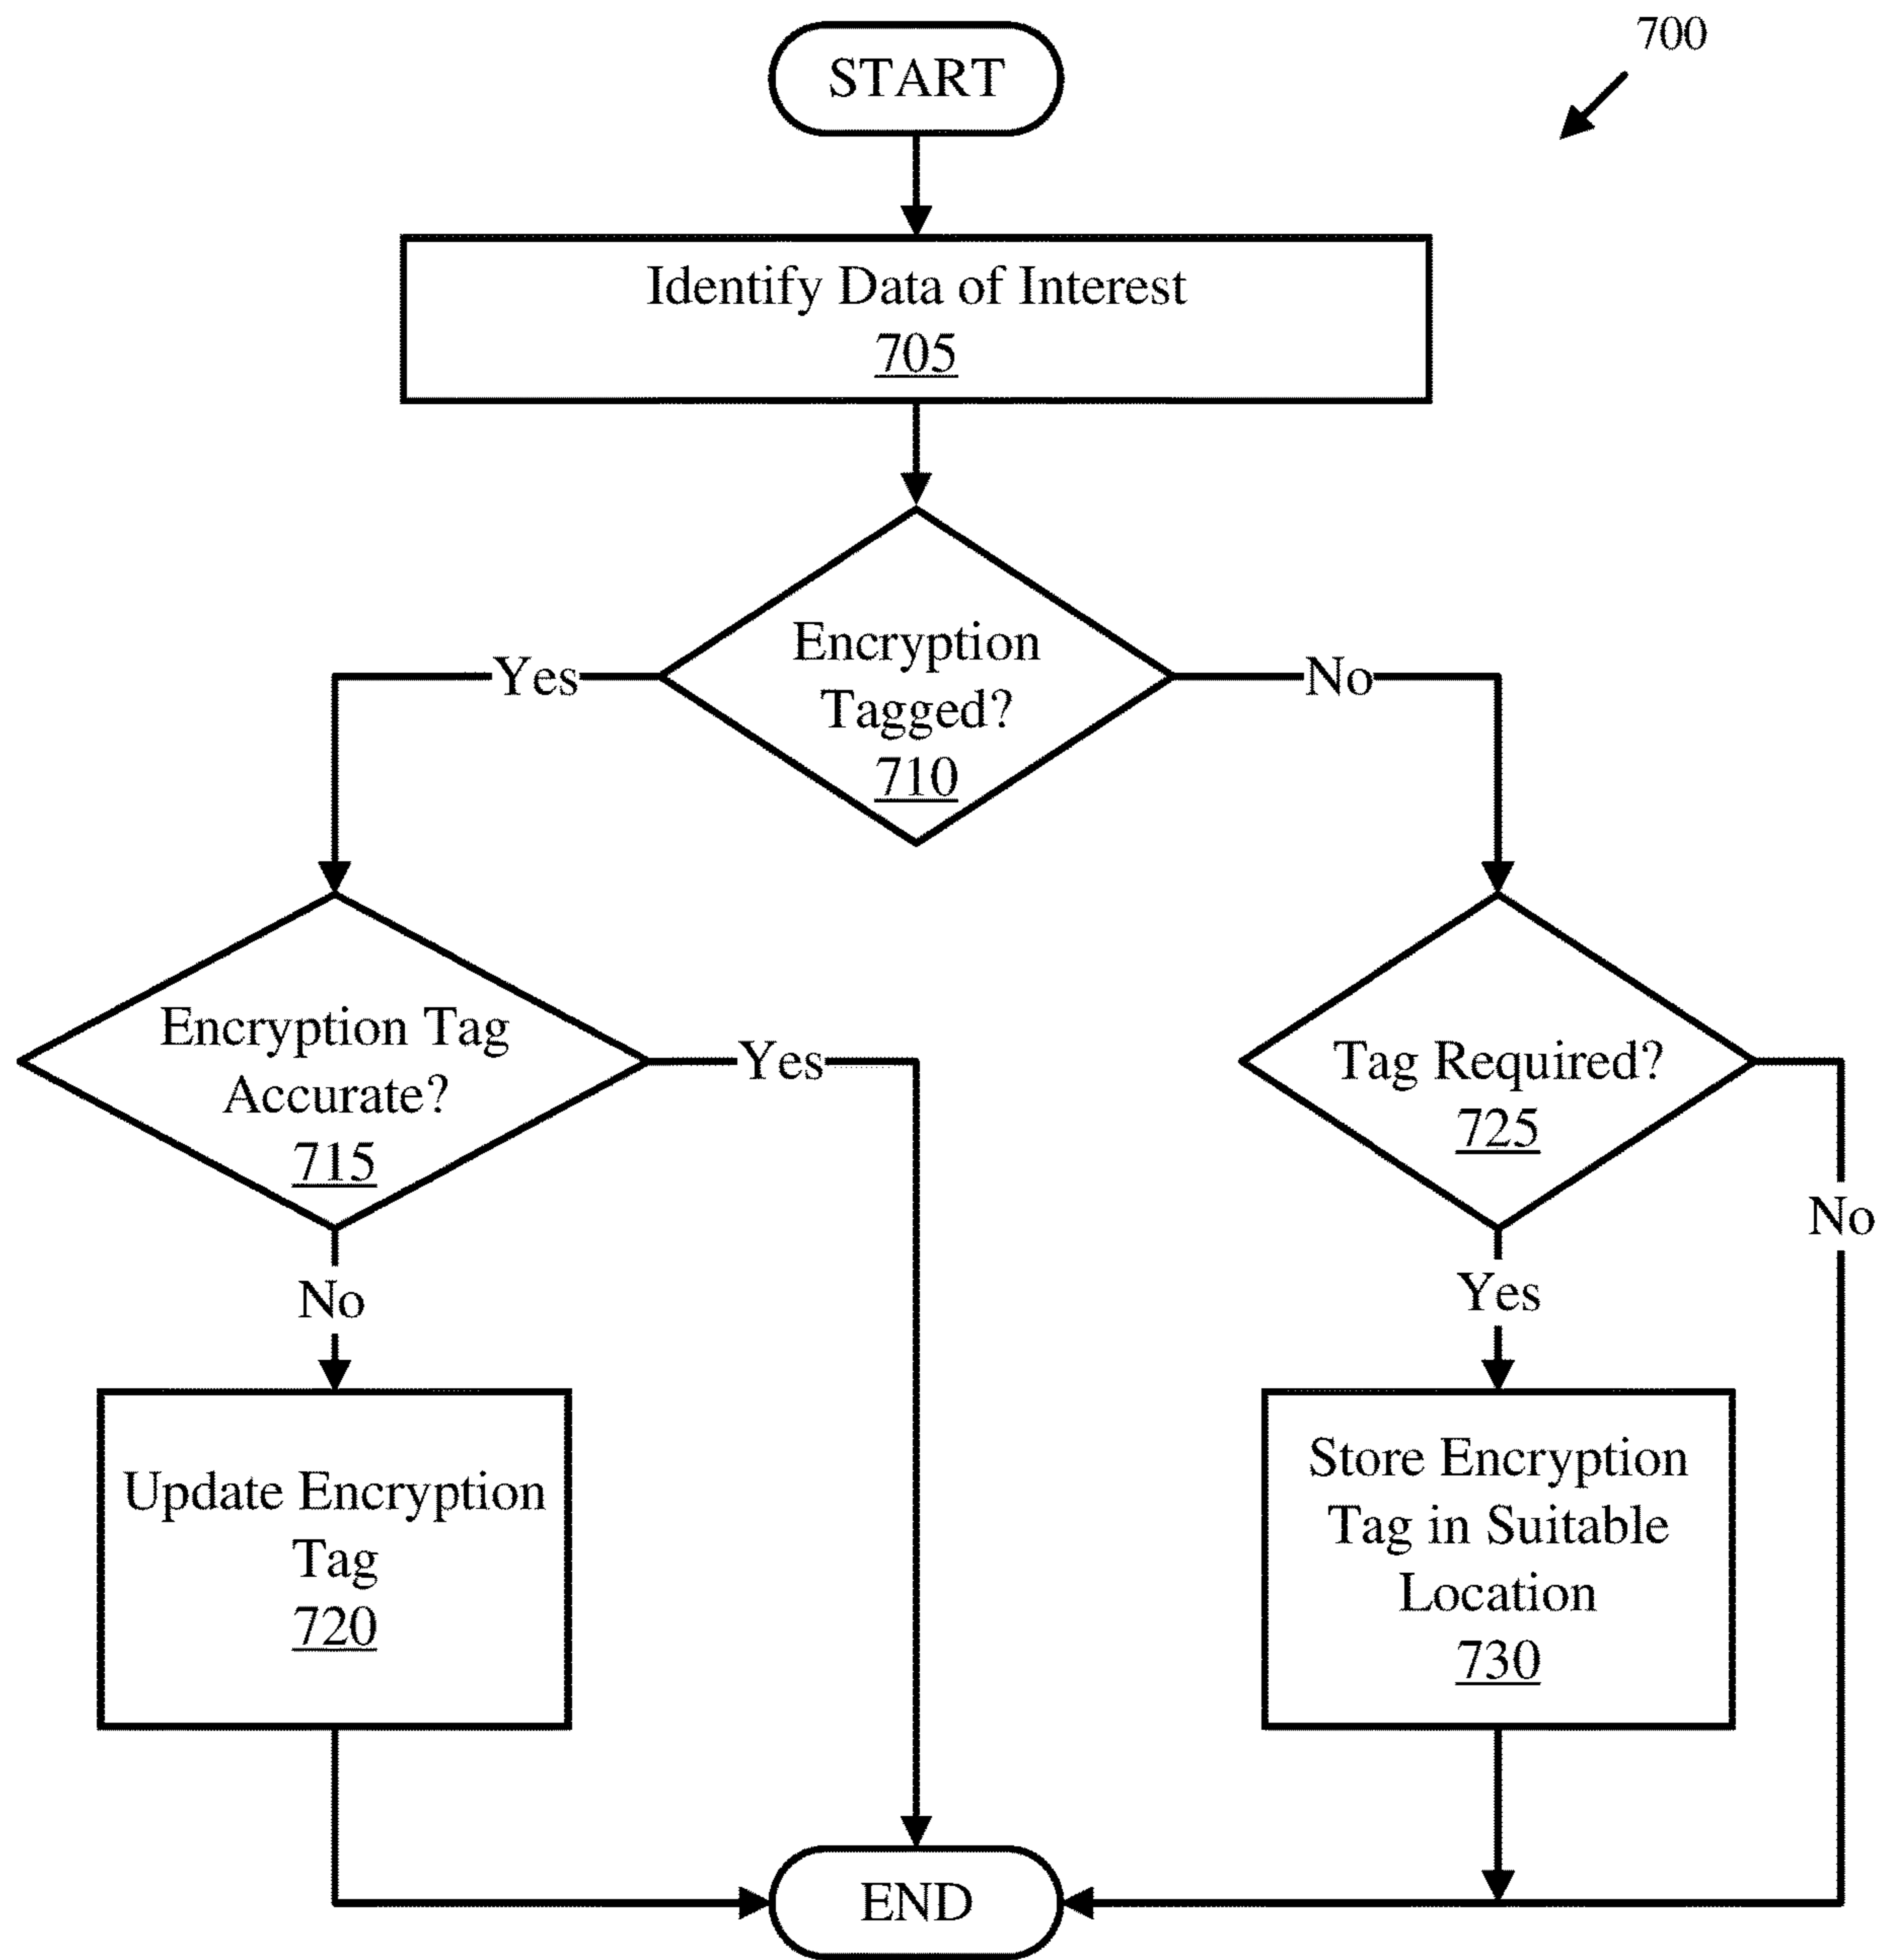 700
START
Identify Data of Interest
705
Encryption
Tagged?
710
Yes
No
Encryption Tag
Accurate?
715
Yes
Tag Required?
725
No
No
Yes
Update Encryption
Tag
720
Store Encryption
Tag in Suitable
Location
730
END